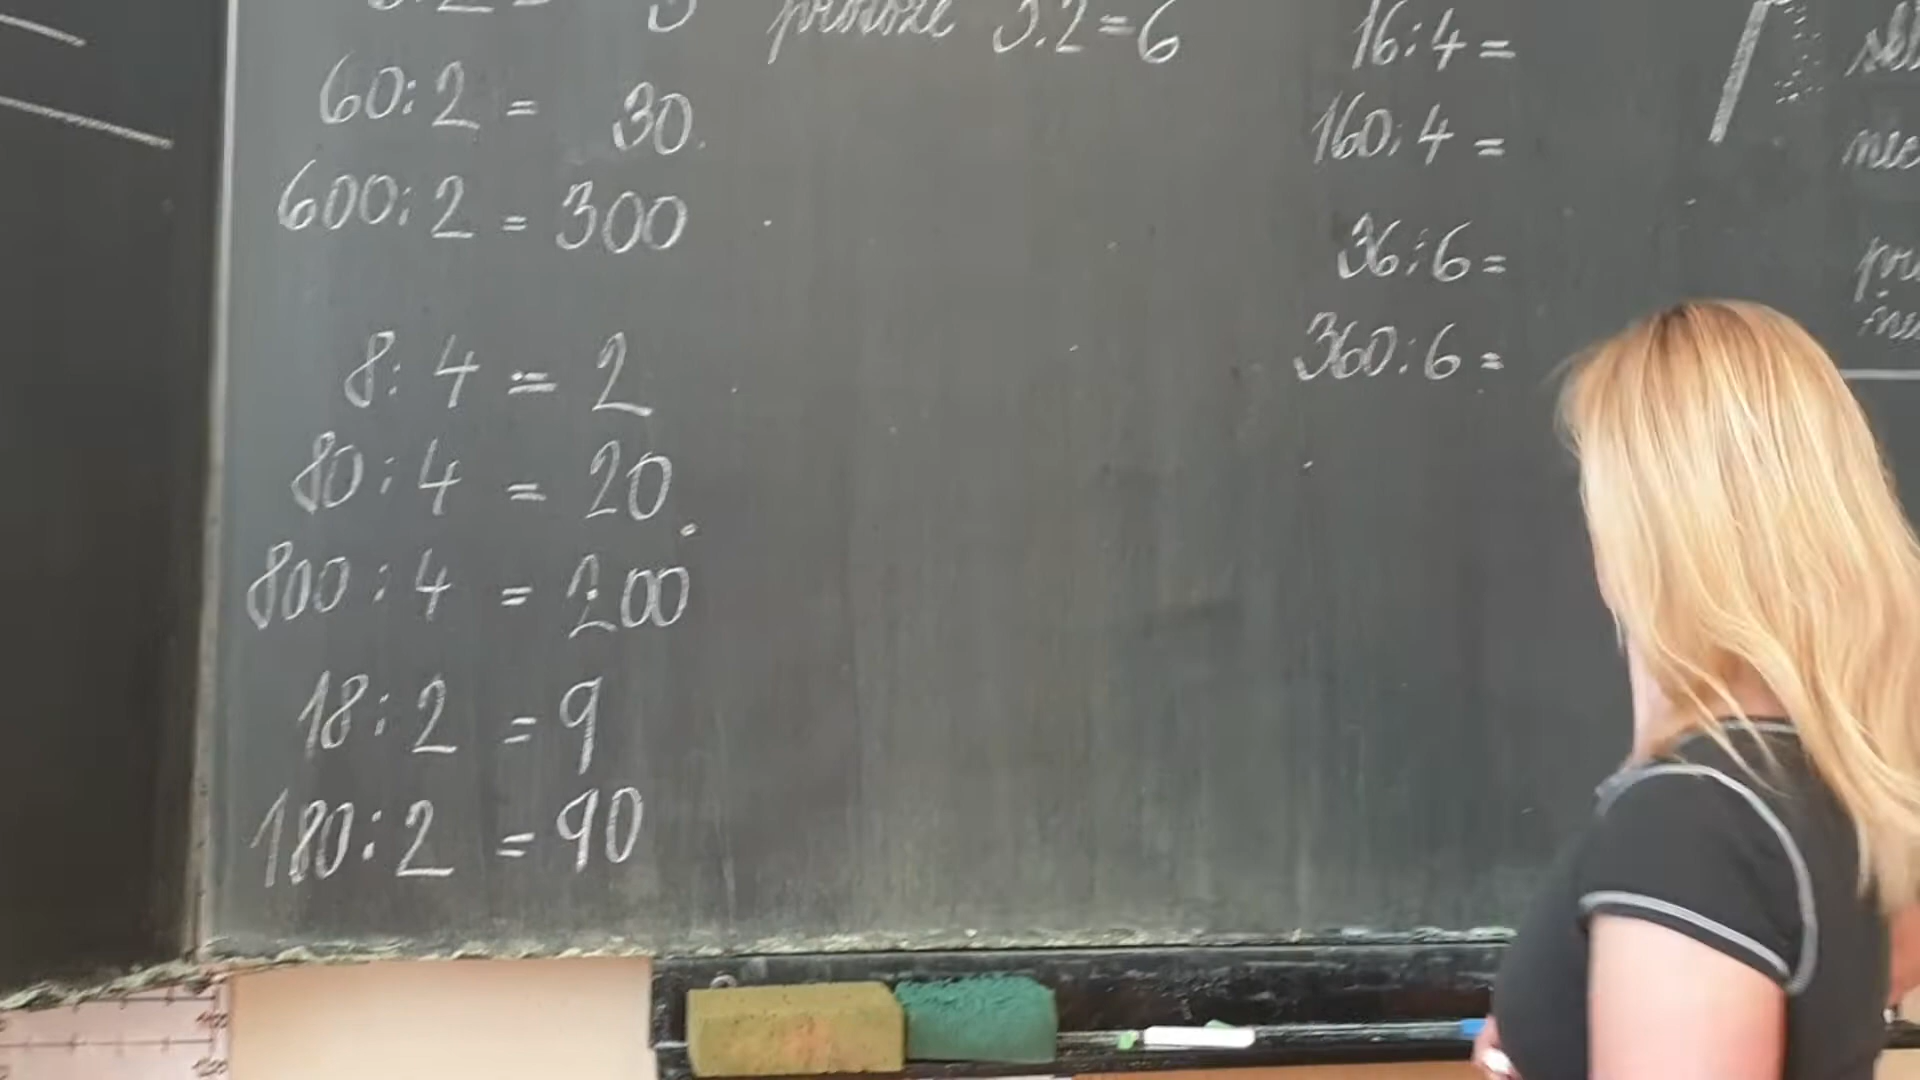 60:2 = 30
600:2 = 300
8:4 = 2
80:4 = 20
800:4 = 200
18:2 = 9
180:2 = 90
protože 3.2=6
16:4=
160:4=
36:6=
360:6=